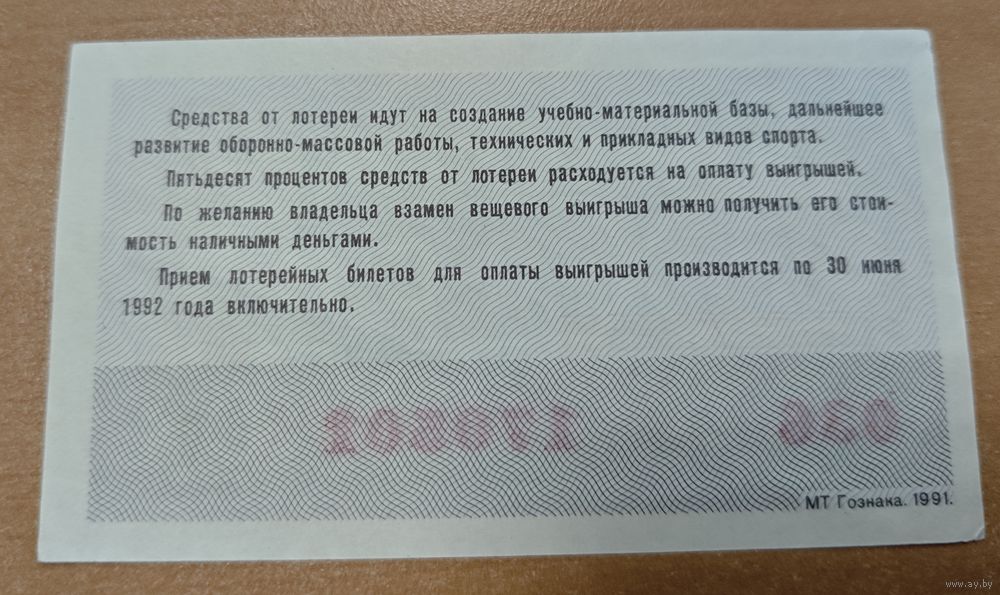 Средства от лотереи идут на создание учебно-материальной базы, дальнейшее
развитие оборонно-массовой работы, технических и прикладных видов спорта.
Пятьдесят процентов средств от лотереи расходуется на оплату выигрышей.
По желанию владельца взамен вещевого выигрыша можно получить его стои-
мость наличными деньгами.
Прием лотерейных билетов для оплаты выигрышей производится по 30 июня
1992 года включительно.
МТ Гознака. 1991.
www.ay.by